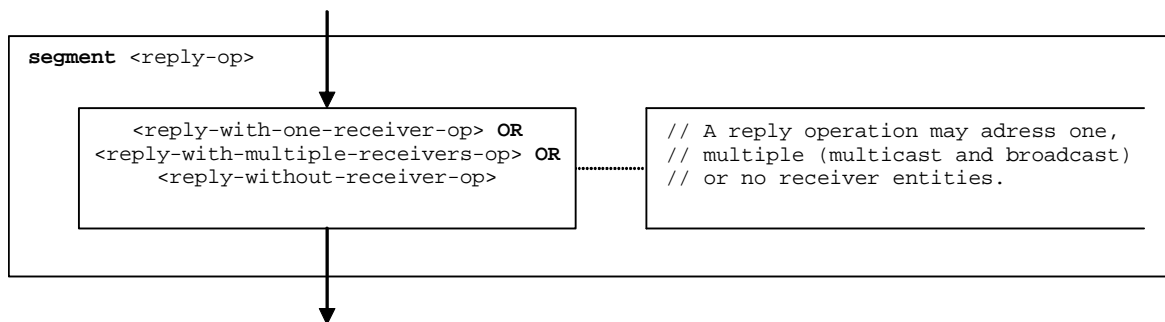 segment <reply-op>
<reply-with-one-receiver-op> OR
<reply-with-multiple-receivers-op> OR
<reply-without-receiver-op>
// A reply operation may adress one,
// multiple (multicast and broadcast)
// or no receiver entities.